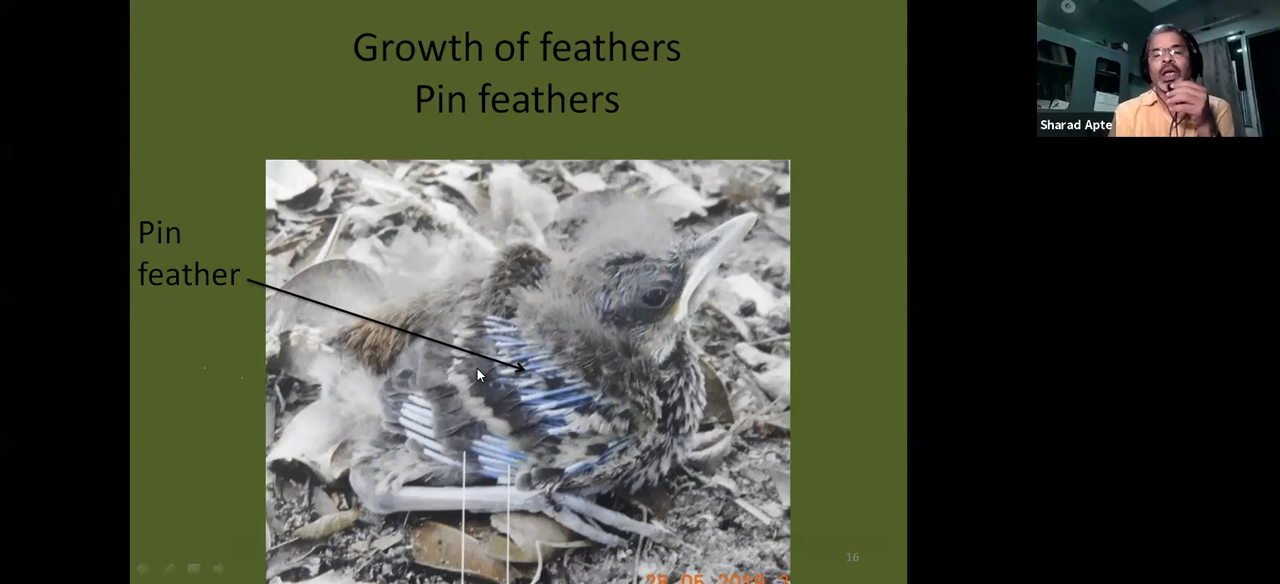 Growth of feathers
Pin feathers
Pin
feather
Sharad Apte
16